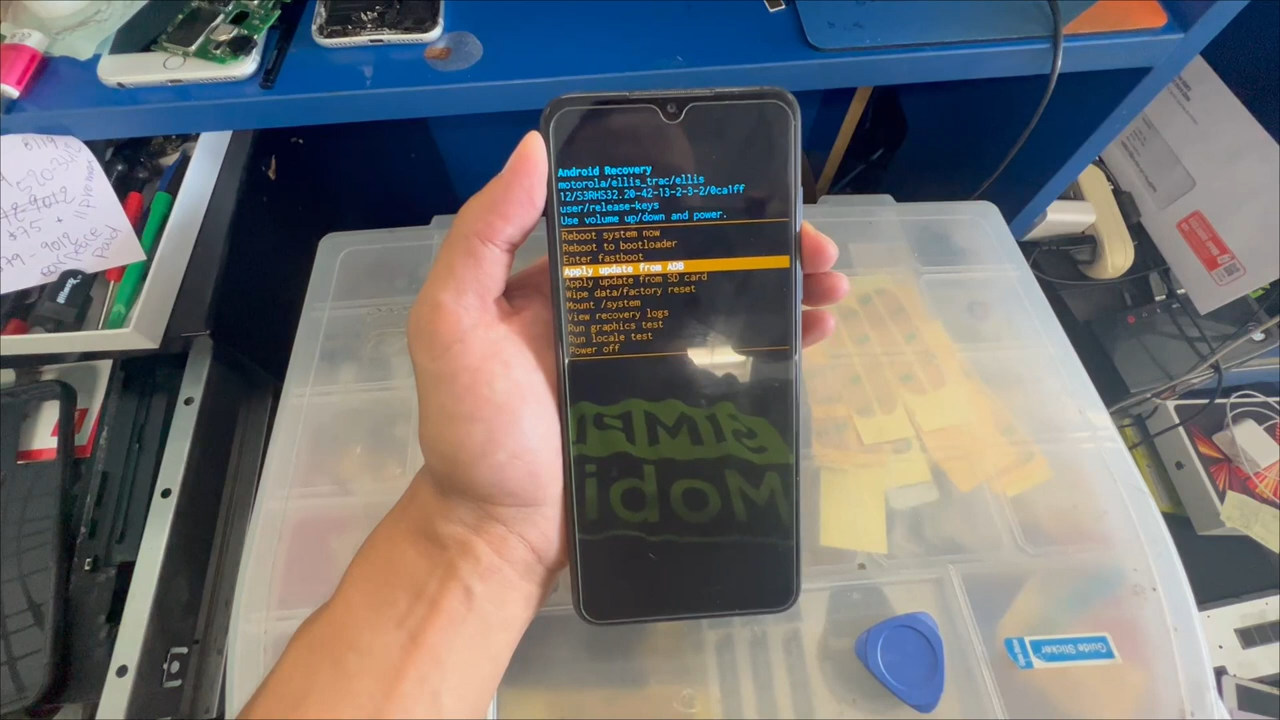 Android Recovery
motorola/ellis_trac/ellis
12/S3RHS32.20-42-13-2-3-2/0ca1ff
user/release-keys
Use volume up/down and power.
Reboot system now
Reboot to bootloader
Enter fastboot
Apply update from ADB
Apply update from SD card
Wipe data/factory reset
Mount /system
View recovery logs
Run graphics test
Run locale test
Power off
SIMPL
Mobi
$75
paid
Guide Sticker